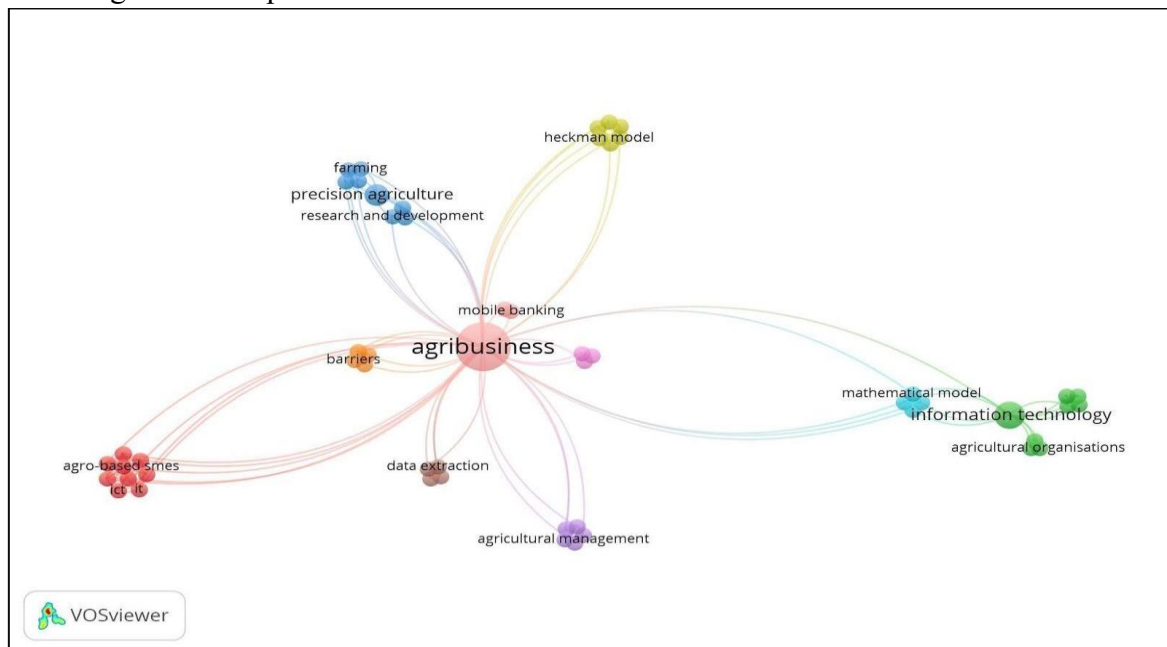 heckman model
farming
precision agriculture
research and development
mobile banking
agribusiness
barriers
mathematical model
information technology
agricultural organisations
agro-based smes
ict it
data extraction
agricultural management
VOSviewer